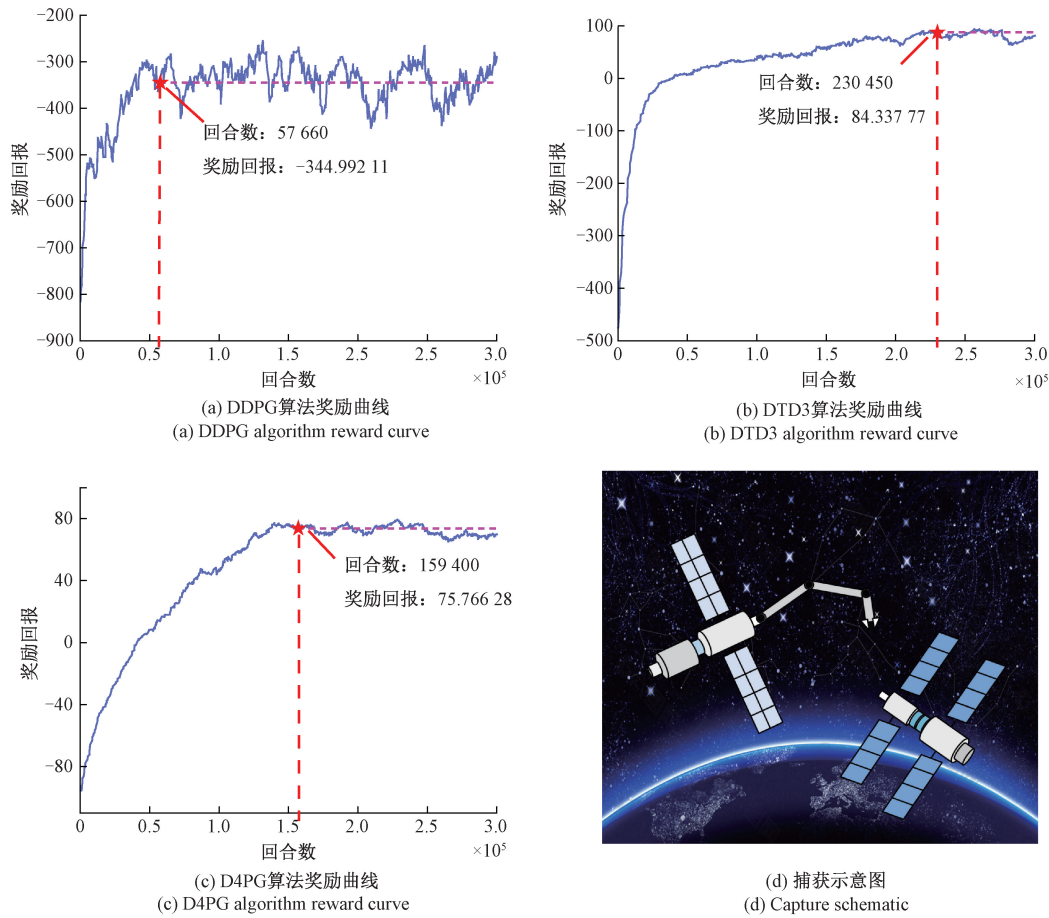 −200
−300
−400
−500
−600
−700
−800
−900
奖励回报
回合数：57 660
奖励回报：−344.992 11
0 0.5 1.0 1.5 2.0 2.5 3.0
回合数
×10⁵
(a) DDPG算法奖励曲线
(a) DDPG algorithm reward curve
100
0
−100
−200
−300
−400
−500
奖励回报
回合数：230 450
奖励回报：84.337 77
0 0.5 1.0 1.5 2.0 2.5 3.0
回合数
×10⁵
(b) DTD3算法奖励曲线
(b) DTD3 algorithm reward curve
80
40
0
−40
−80
奖励回报
回合数：159 400
奖励回报：75.766 28
0 0.5 1.0 1.5 2.0 2.5 3.0
回合数
×10⁵
(c) D4PG算法奖励曲线
(c) D4PG algorithm reward curve
(d) 捕获示意图
(d) Capture schematic